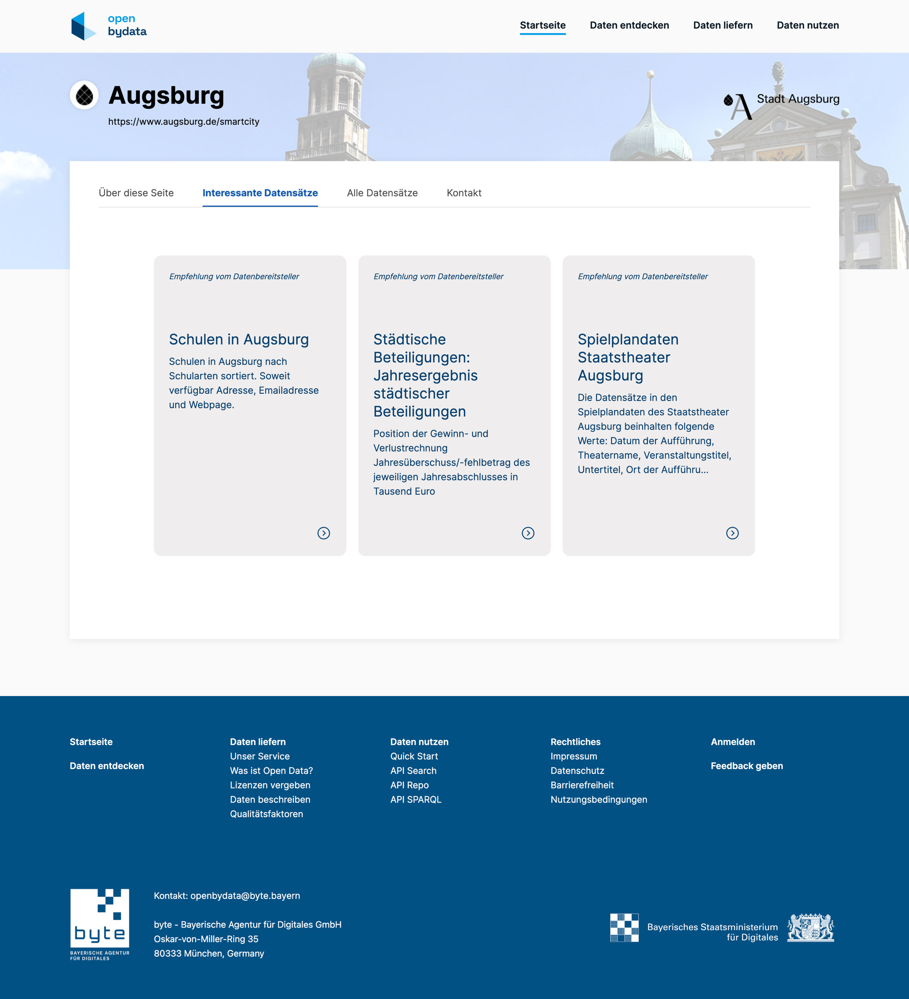 open
bydata
Startseite
Daten entdecken
Daten liefern
Daten nutzen
Augsburg
https://www.augsburg.de/smartcity
A Stadt Augsburg
Über diese Seite
Interessante Datensätze
Alle Datensätze
Kontakt
Empfehlung vom Datenbereitsteller
Schulen in Augsburg
Schulen in Augsburg nach
Schularten sortiert. Soweit
verfügbar Adresse, Emailadresse
und Webpage.
Empfehlung vom Datenbereitsteller
Städtische
Beteiligungen:
Jahresergebnis
städtischer
Beteiligungen
Position der Gewinn- und
Verlustrechnung
Jahresüberschuss/-fehlbetrag des
jeweiligen Jahresabschlusses in
Tausend Euro
Empfehlung vom Datenbereitsteller
Spielplandaten
Staatstheater
Augsburg
Die Datensätze in den
Spielplandaten des Staatstheater
Augsburg beinhalten folgende
Werte: Datum der Aufführung,
Theatername, Veranstaltungstitel,
Untertitel, Ort der Aufführu...
Startseite
Daten entdecken
Daten liefern
Unser Service
Was ist Open Data?
Lizenzen vergeben
Daten beschreiben
Qualitätsfaktoren
Daten nutzen
Quick Start
API Search
API Repo
API SPARQL
Rechtliches
Impressum
Datenschutz
Barrierefreiheit
Nutzungsbedingungen
Anmelden
Feedback geben
byte
BAYERISCHE AGENTUR
FÜR DIGITALES
Kontakt: openbydata@byte.bayern
byte - Bayerische Agentur für Digitales GmbH
Oskar-von-Miller-Ring 35
80333 München, Germany
Bayerisches Staatsministerium
für Digitales